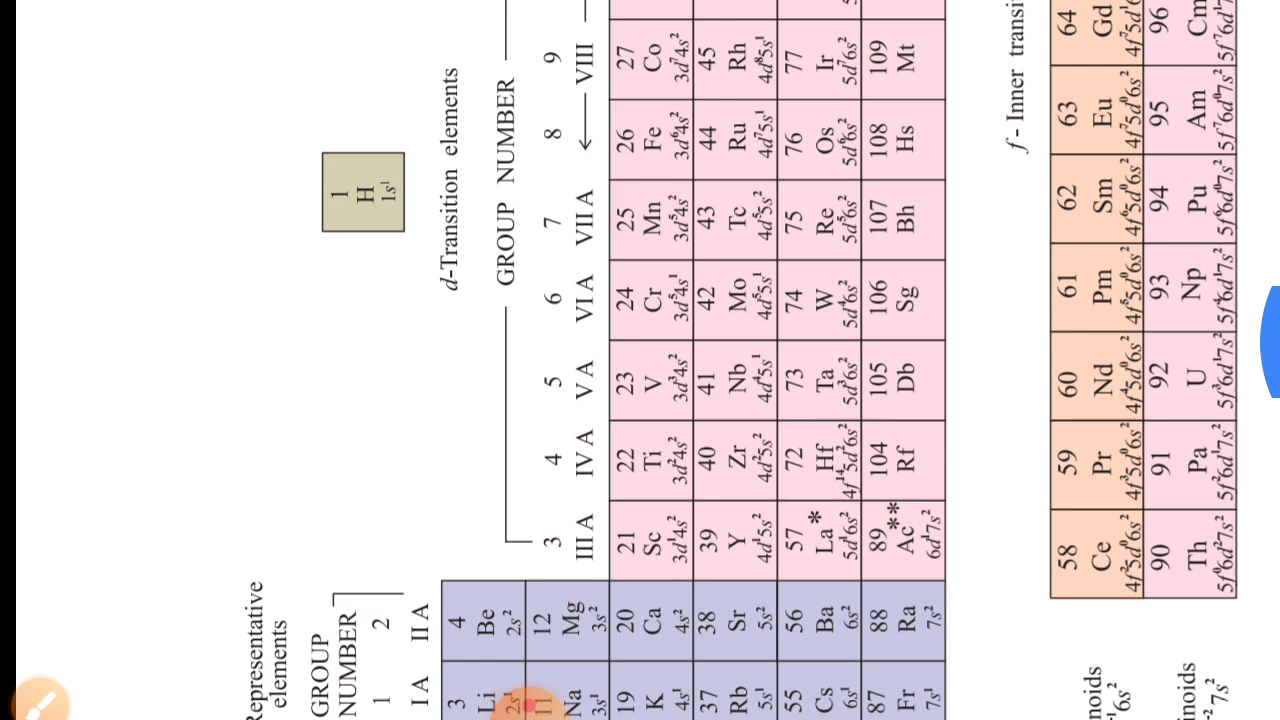 Representative
elements
GROUP
NUMBER
1 2
I A II A
1
H
1s¹
d-Transition elements
GROUP NUMBER
3 4 5 6 7 8 9
III A IV A V A VI A VII A ← VIII
3 4
Li Be
2s¹ 2s²
11 12
Na Mg
3s¹ 3s²
19 20 21 22 23 24 25 26 27
K Ca Sc Ti V Cr Mn Fe Co
4s¹ 4s² 3d¹4s² 3d²4s² 3d³4s² 3d⁵4s¹ 3d⁵4s² 3d⁶4s² 3d⁷4s²
37 38 39 40 41 42 43 44 45
Rb Sr Y Zr Nb Mo Tc Ru Rh
5s¹ 5s² 4d¹5s² 4d²5s² 4d⁴5s¹ 4d⁵5s¹ 4d⁵5s² 4d⁷5s¹ 4d⁸5s¹
55 56 57 72 73 74 75 76 77
Cs Ba La* Hf Ta W Re Os Ir
6s¹ 6s² 5d¹6s² 4f¹⁴5d²6s² 5d³6s² 5d⁴6s² 5d⁵6s² 5d⁶6s² 5d⁷6s²
87 88 89 104 105 106 107 108 109
Fr Ra Ac** Rf Db Sg Bh Hs Mt
7s¹ 7s² 6d¹7s²
f - Inner
58 59 60 61 62 63 64
Ce Pr Nd Pm Sm Eu Gd
4f²5d⁰6s² 4f³5d⁰6s² 4f⁴5d⁰6s² 4f⁵5d⁰6s² 4f⁶5d⁰6s² 4f⁷5d⁰6s²
90 91 92 93 94 95 96
Th Pa U Np Pu Am Cm
5f⁰6d²7s² 5f²6d¹7s² 5f³6d¹7s² 5f⁴6d¹7s² 5f⁶6d⁰7s² 5f⁷6d⁰7s²